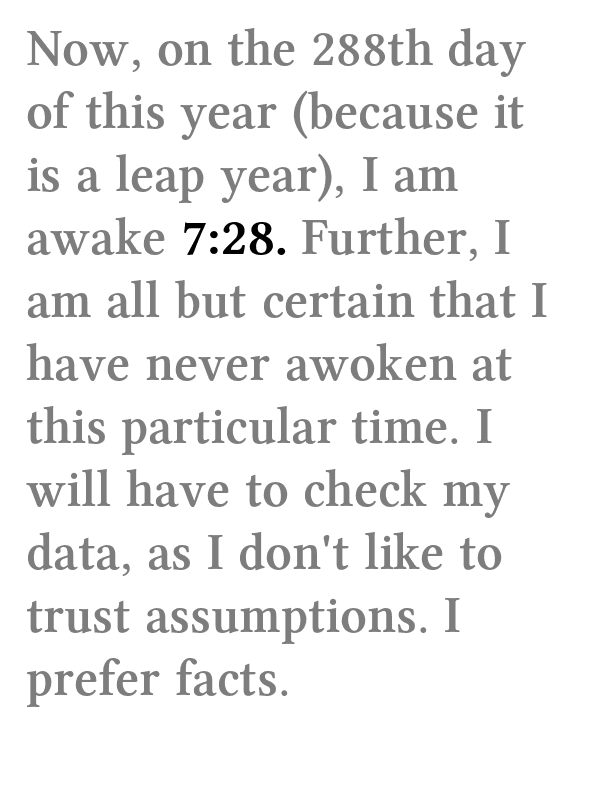 Now, on the 288th day
of this year (because it
is a leap year), I am
awake 7:28. Further, I
am all but certain that I
have never awoken at
this particular time. I
will have to check my
data, as I don't like to
trust assumptions. I
prefer facts.